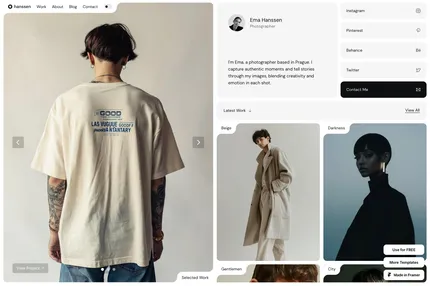 hanssen Work About Blog Contact
GOOD
Selected Work
Ema Hanssen
Photographer
I'm Ema, a photographer based in Prague. I
capture authentic moments and tell stories
through my images, blending creativity and
emotion in each shot.
Instagram
Pinterest
Behance
Twitter
Contact Me
Latest Work
View All
Beige
Darkness
Gentlemen
City
Use for FREE
More Templates
Made in Framer